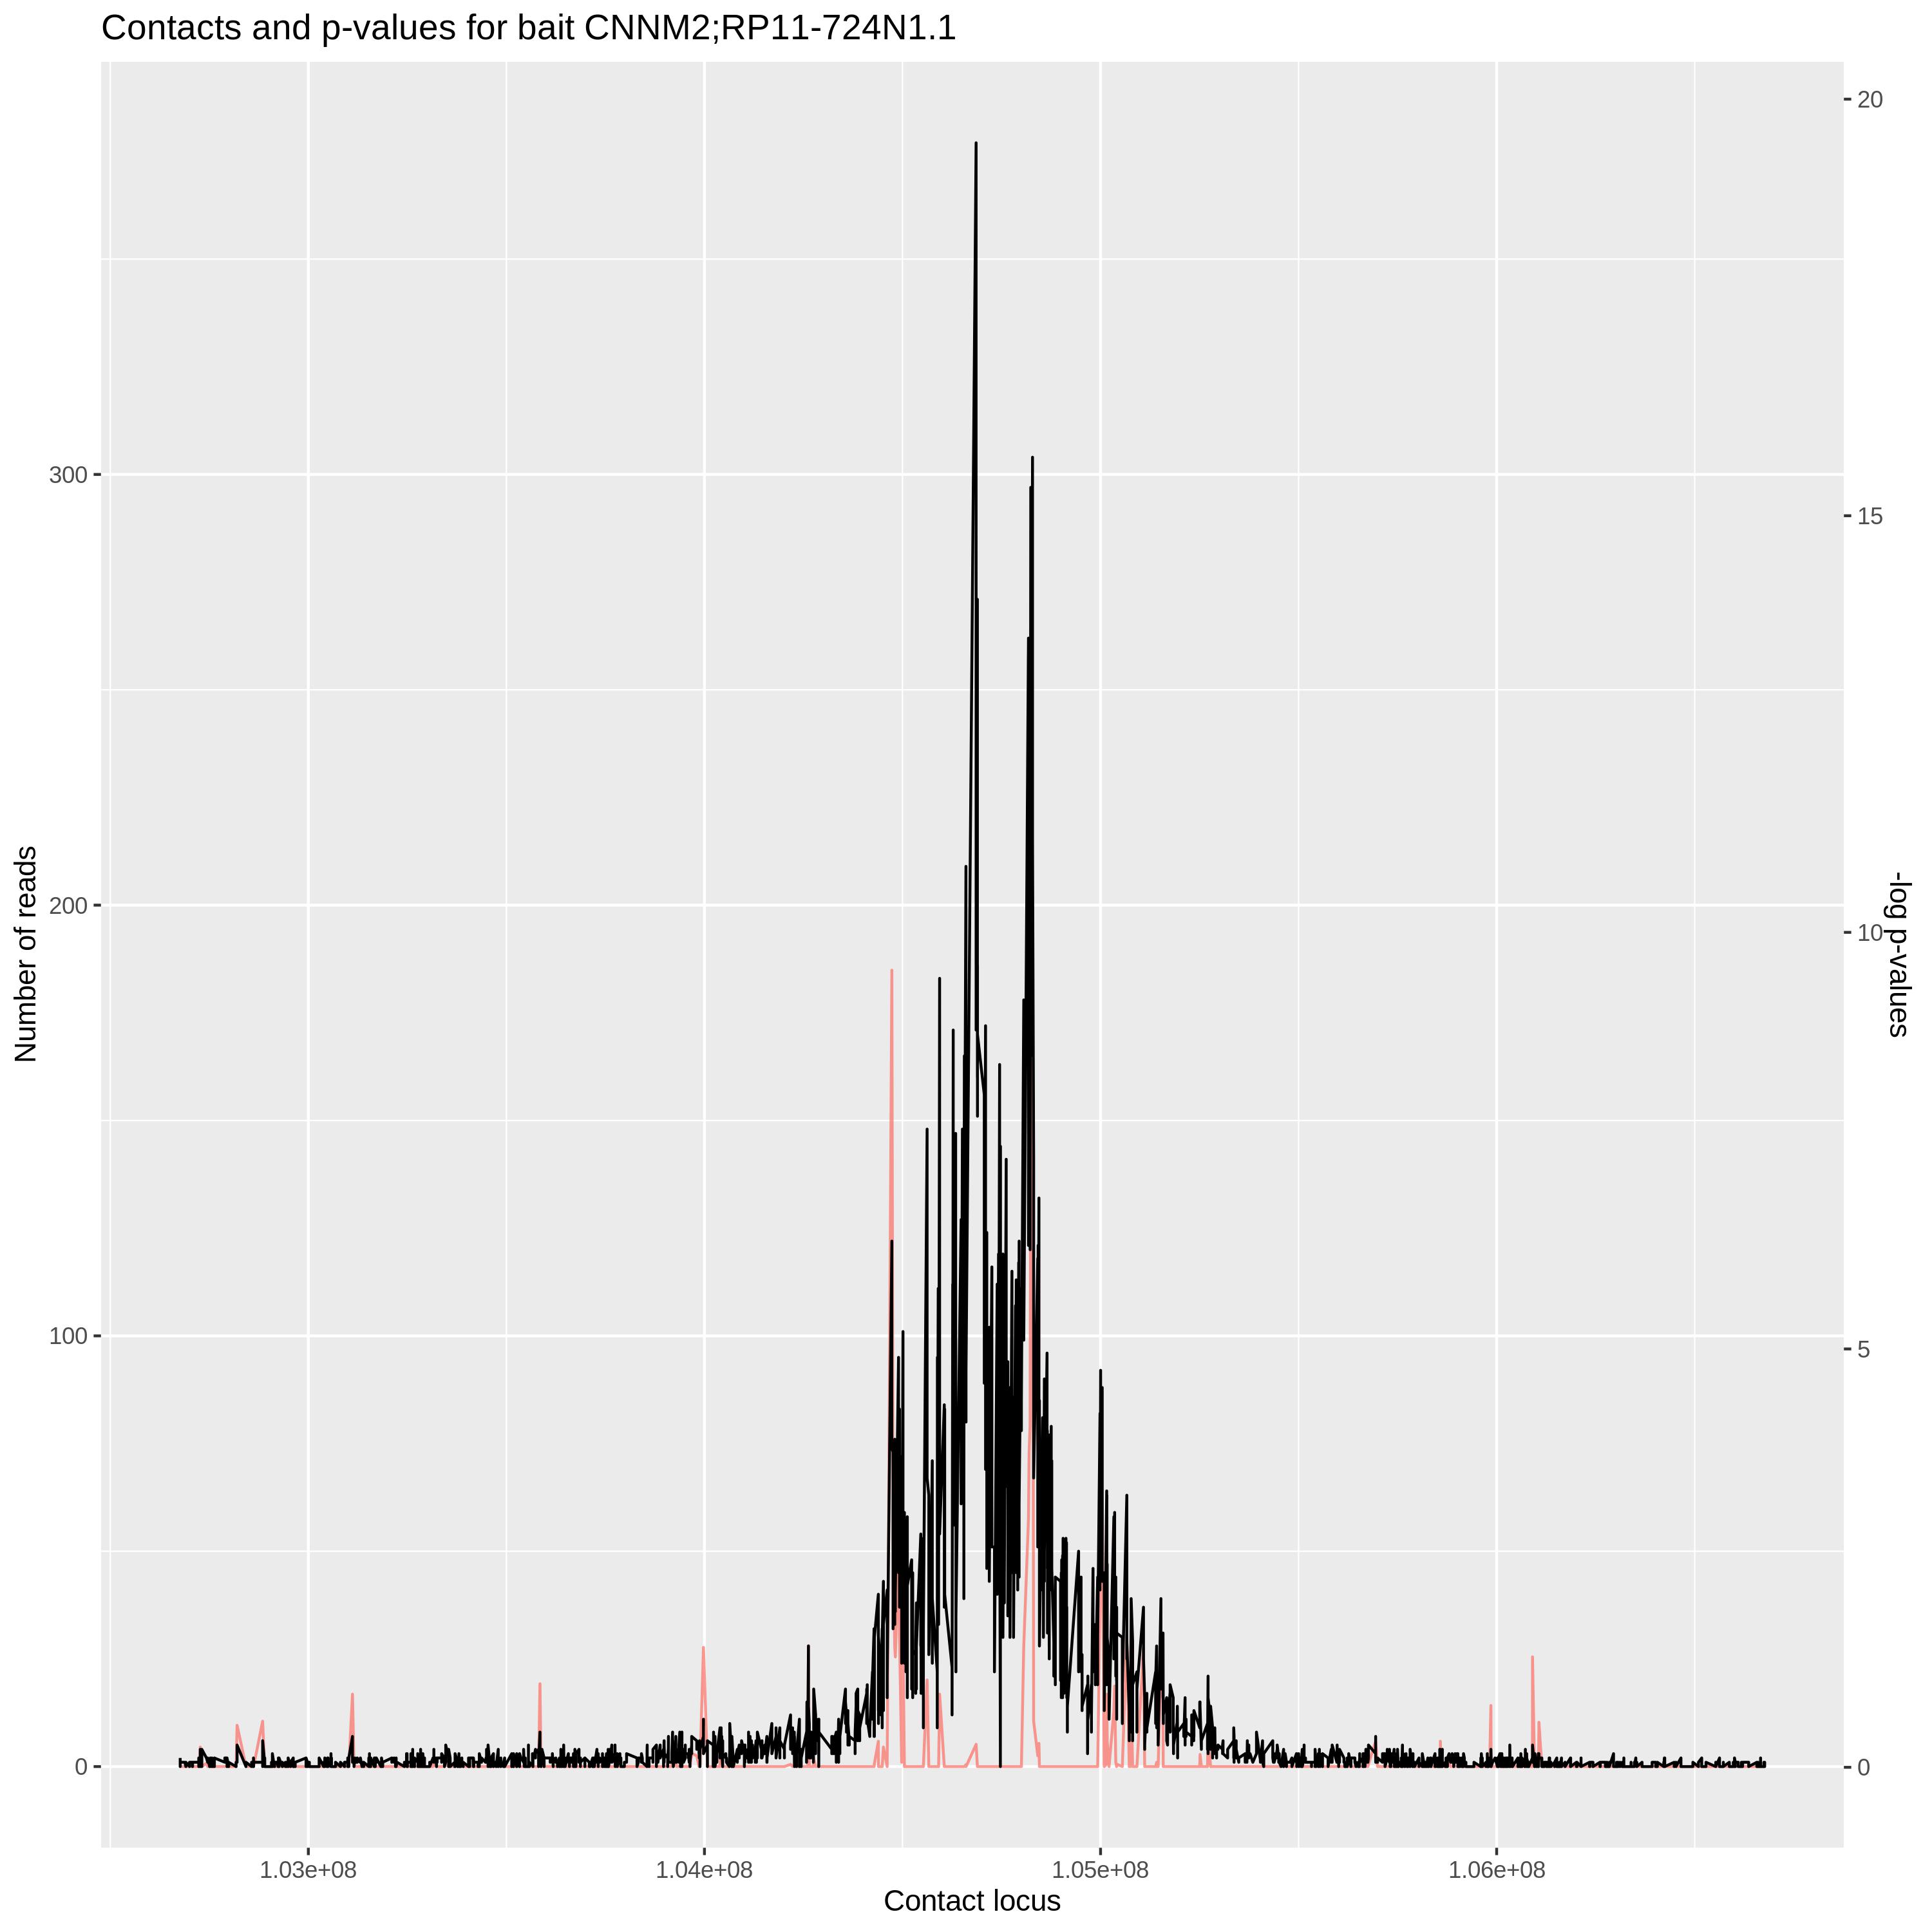 Contacts and p-values for bait CNNM2;RP11-724N1.1
20
15
10
5
0
300
200
100
0
Number of reads
-log p-values
1.03e+08
1.04e+08
1.05e+08
1.06e+08
Contact locus